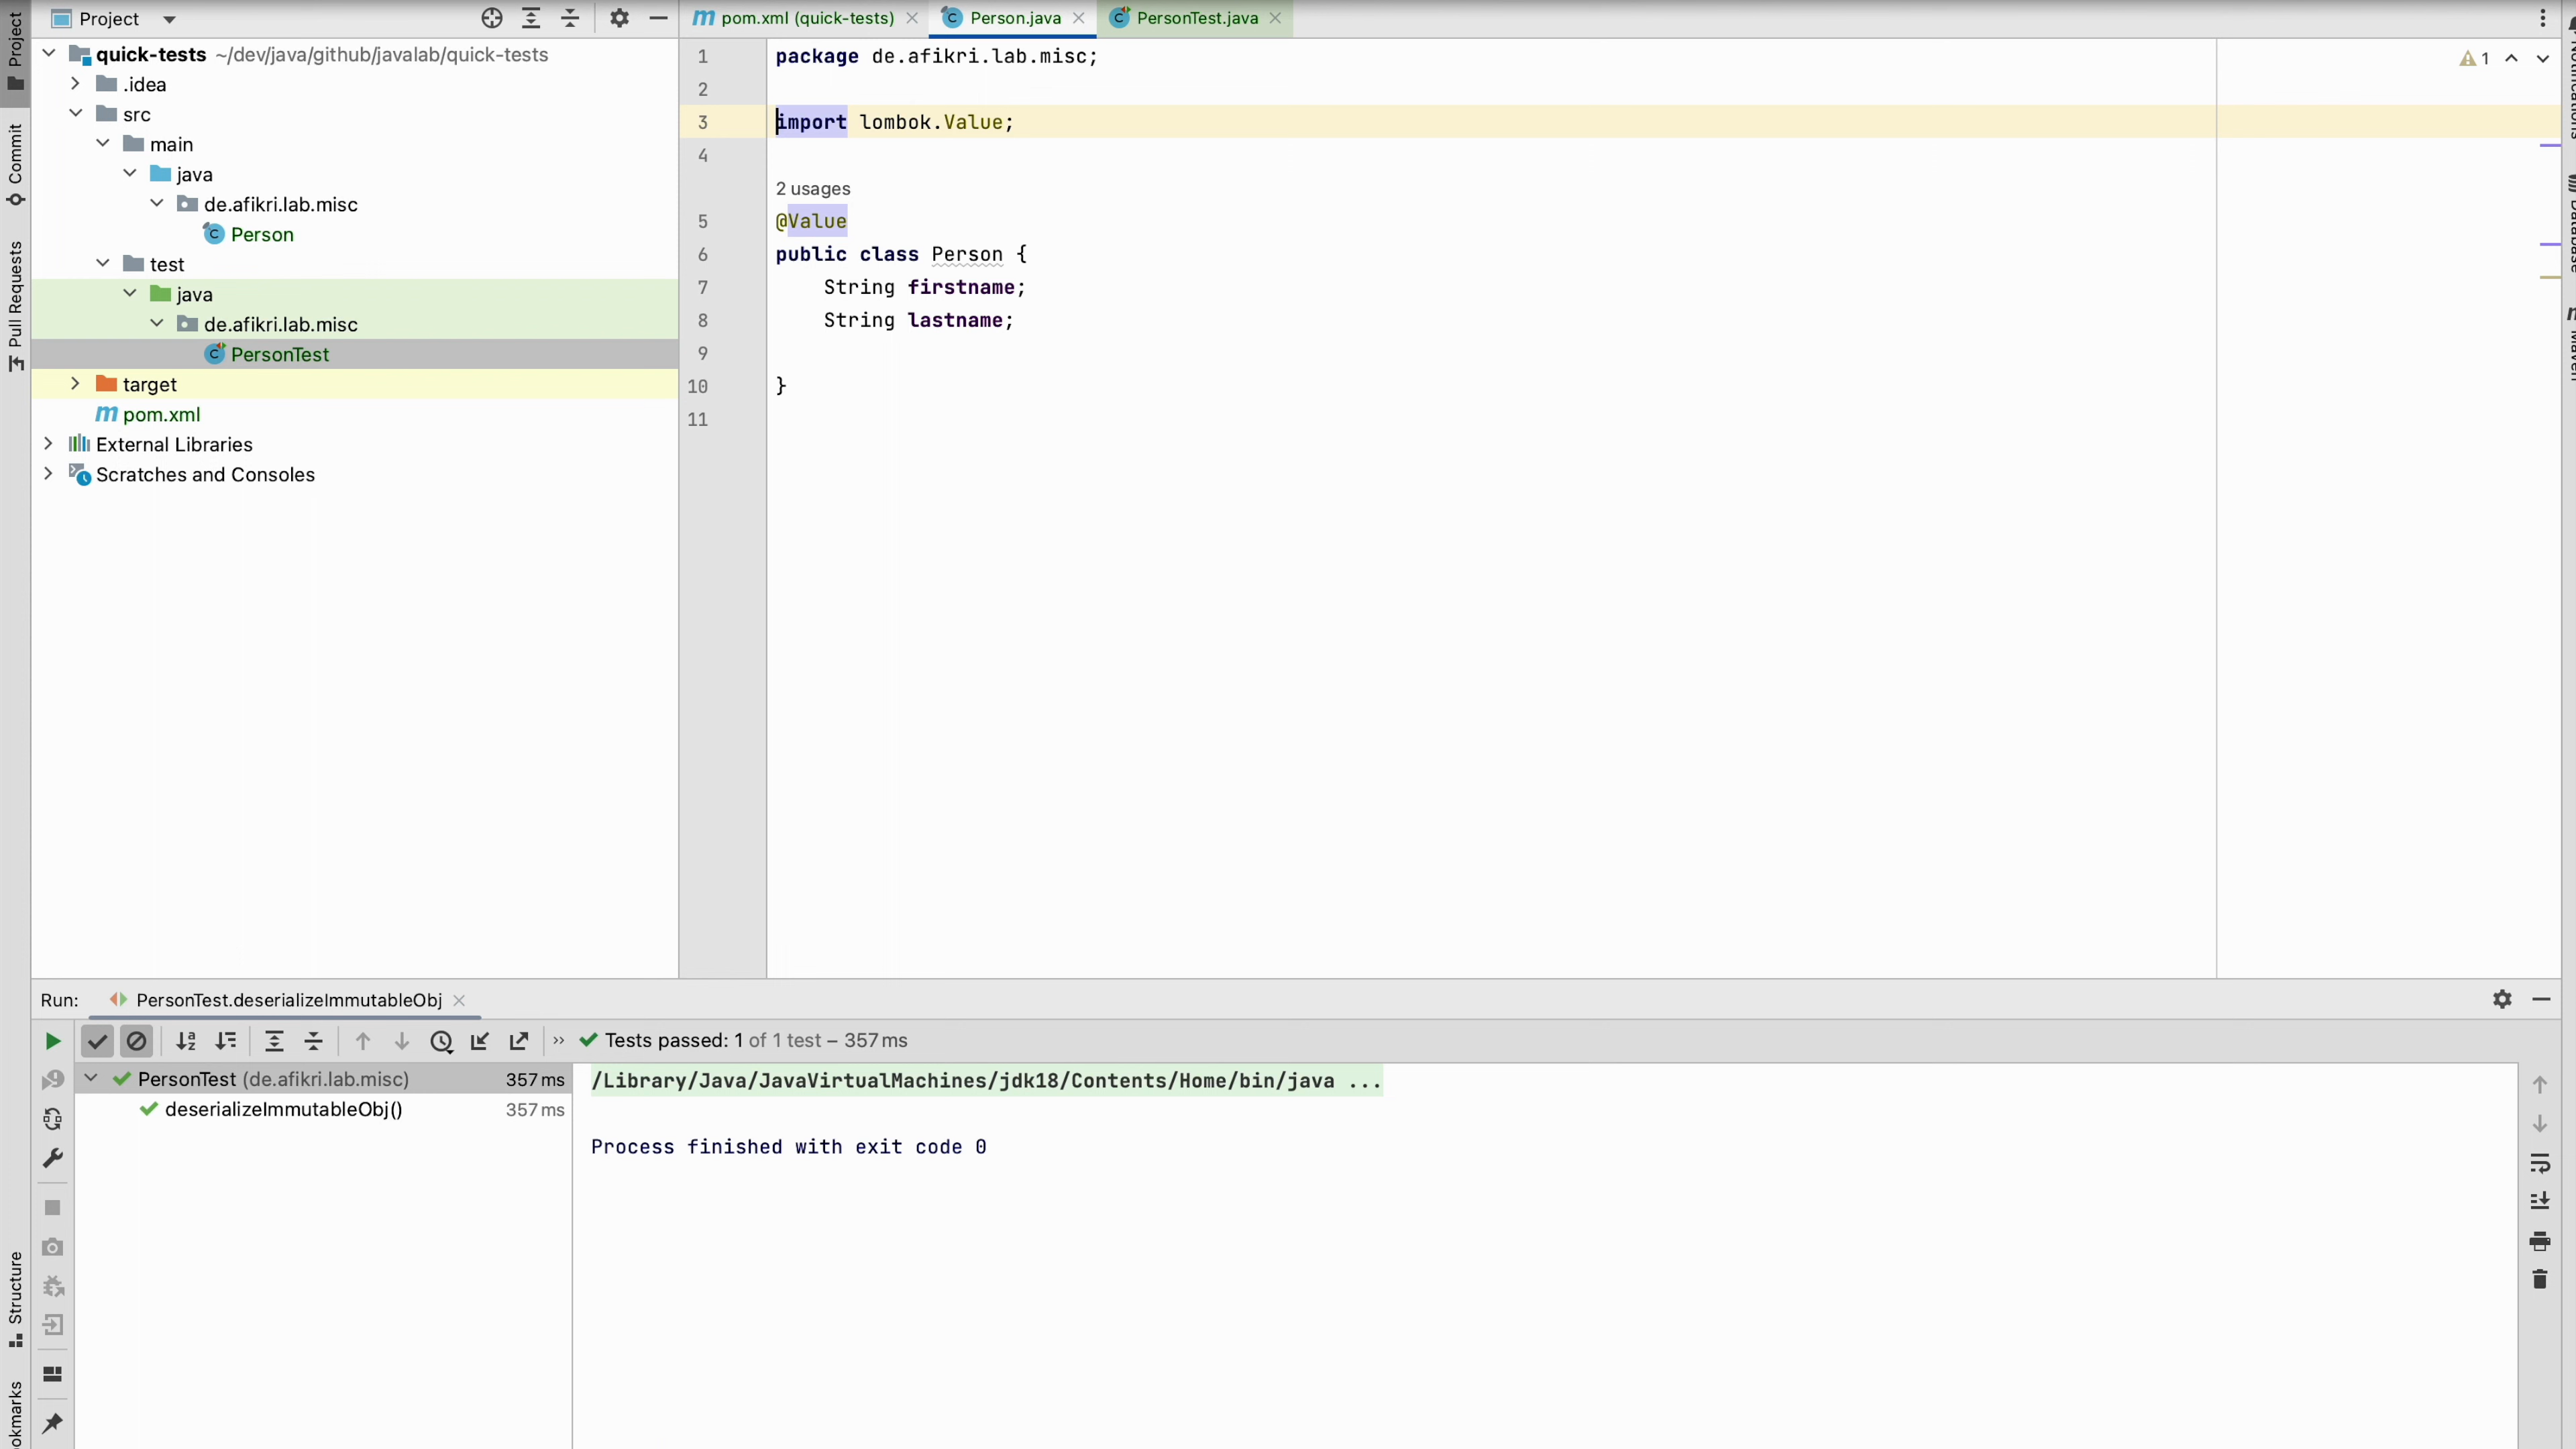 Project
pom.xml (quick-tests)
Person.java
PersonTest.java
Project
Commit
Pull Requests
Structure
quick-tests ~/dev/java/github/javalab/quick-tests
.idea
src
main
java
de.afikri.lab.misc
Person
test
java
de.afikri.lab.misc
PersonTest
target
pom.xml
External Libraries
Scratches and Consoles
1 package de.afikri.lab.misc;
2
3 import lombok.Value;
4
2 usages
5 @Value
6 public class Person {
7 String firstname;
8 String lastname;
9
10 }
11
1
Run: PersonTest.deserializeImmutableObj
Tests passed: 1 of 1 test – 357 ms
PersonTest (de.afikri.lab.misc) 357 ms
deserializeImmutableObj() 357 ms
/Library/Java/JavaVirtualMachines/jdk18/Contents/Home/bin/java ...
Process finished with exit code 0